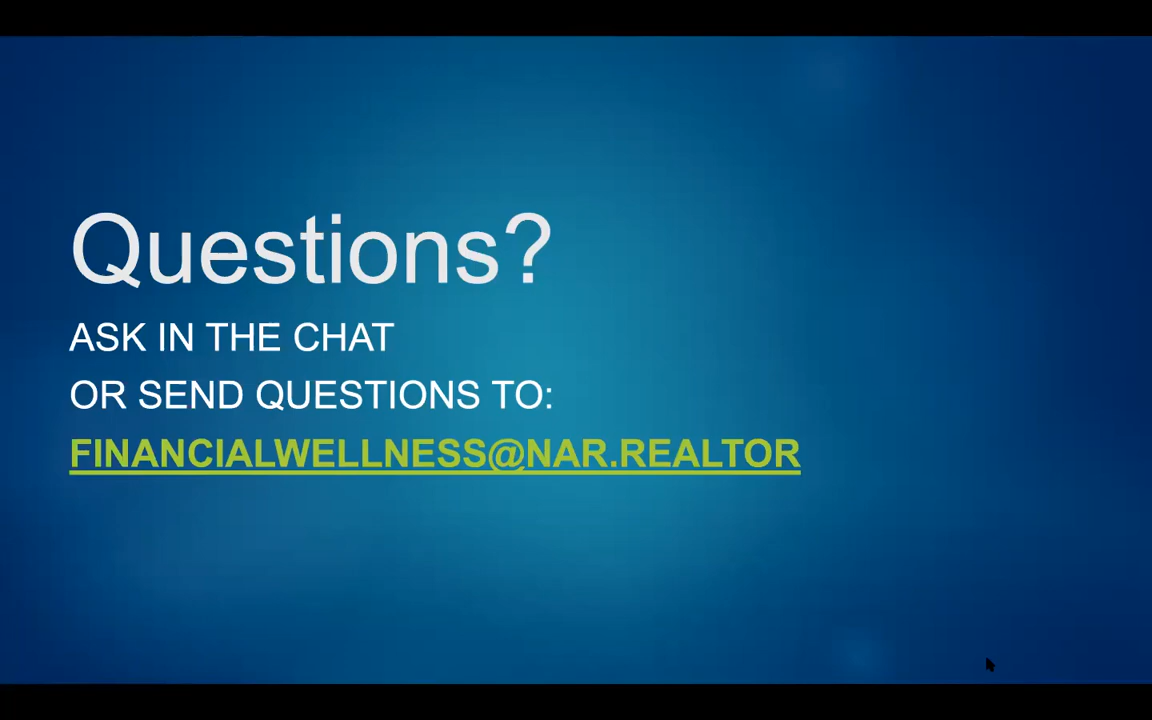 Questions?
ASK IN THE CHAT
OR SEND QUESTIONS TO:
FINANCIALWELLNESS@NAR.REALTOR